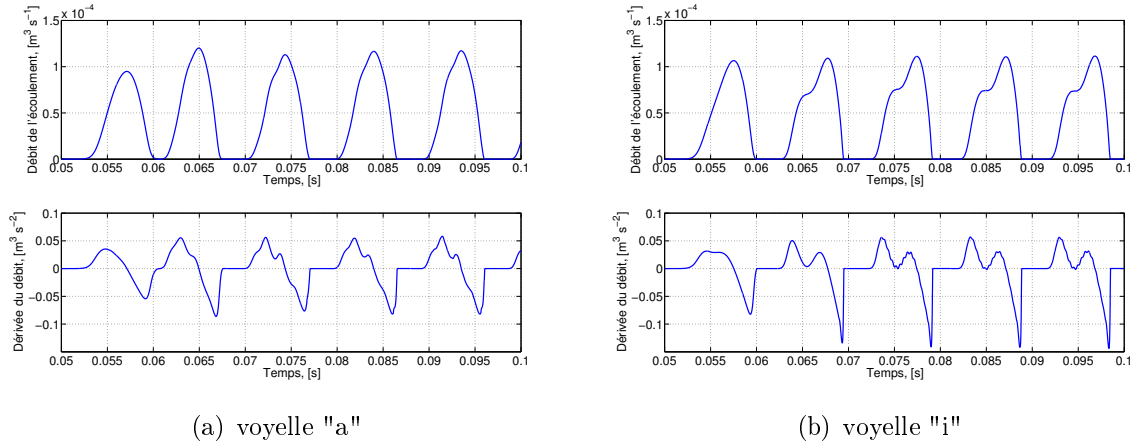 1.5 x 10⁻⁴
1
0.5
0
Débit de l'écoulement, [m³ s⁻¹]
0.05 0.055 0.06 0.065 0.07 0.075 0.08 0.085 0.09 0.095 0.1
Temps, [s]
0.1
0.05
0
−0.05
−0.1
Dérivée du débit, [m³ s⁻²]
0.05 0.055 0.06 0.065 0.07 0.075 0.08 0.085 0.09 0.095 0.1
Temps, [s]
(a) voyelle "a"
1.5 x 10⁻⁴
1
0.5
0
Débit de l'écoulement, [m³ s⁻¹]
0.05 0.055 0.06 0.065 0.07 0.075 0.08 0.085 0.09 0.095 0.1
Temps, [s]
0.1
0.05
0
−0.05
−0.1
Dérivée du débit, [m³ s⁻²]
0.05 0.055 0.06 0.065 0.07 0.075 0.08 0.085 0.09 0.095 0.1
Temps, [s]
(b) voyelle "i"